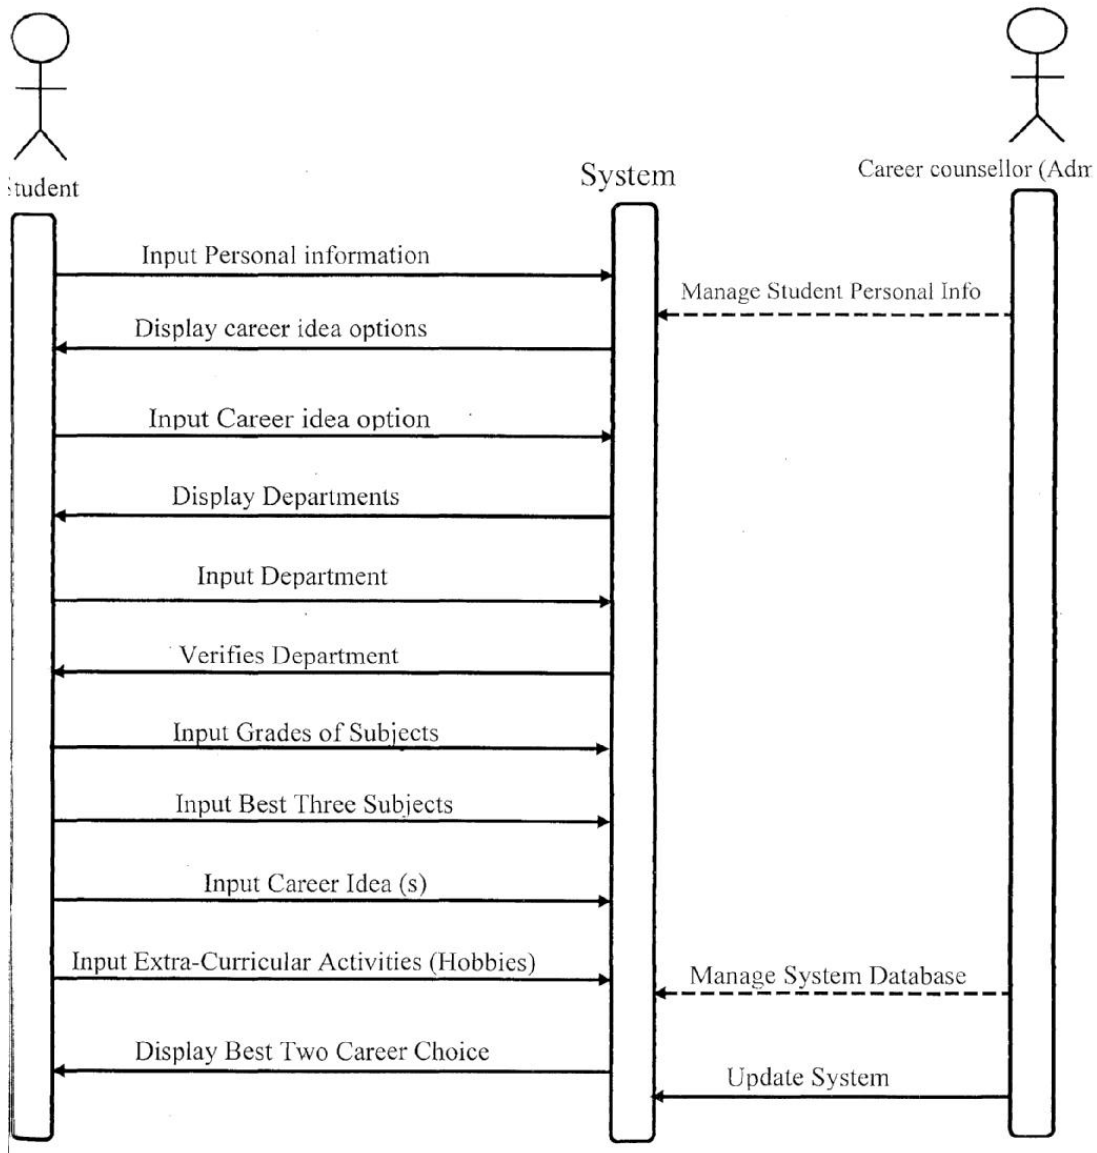 System
Career counsellor (Adm
tudent
Input Personal information
Manage Student Personal Info
Display career idea options
Input Career idea option
Display Departments
Input Department
Verifies Department
Input Grades of Subjects
Input Best Three Subjects
Input Career Idea (s)
Input Extra-Curricular Activities (Hobbies)
Manage System Database
Display Best Two Career Choice
Update System